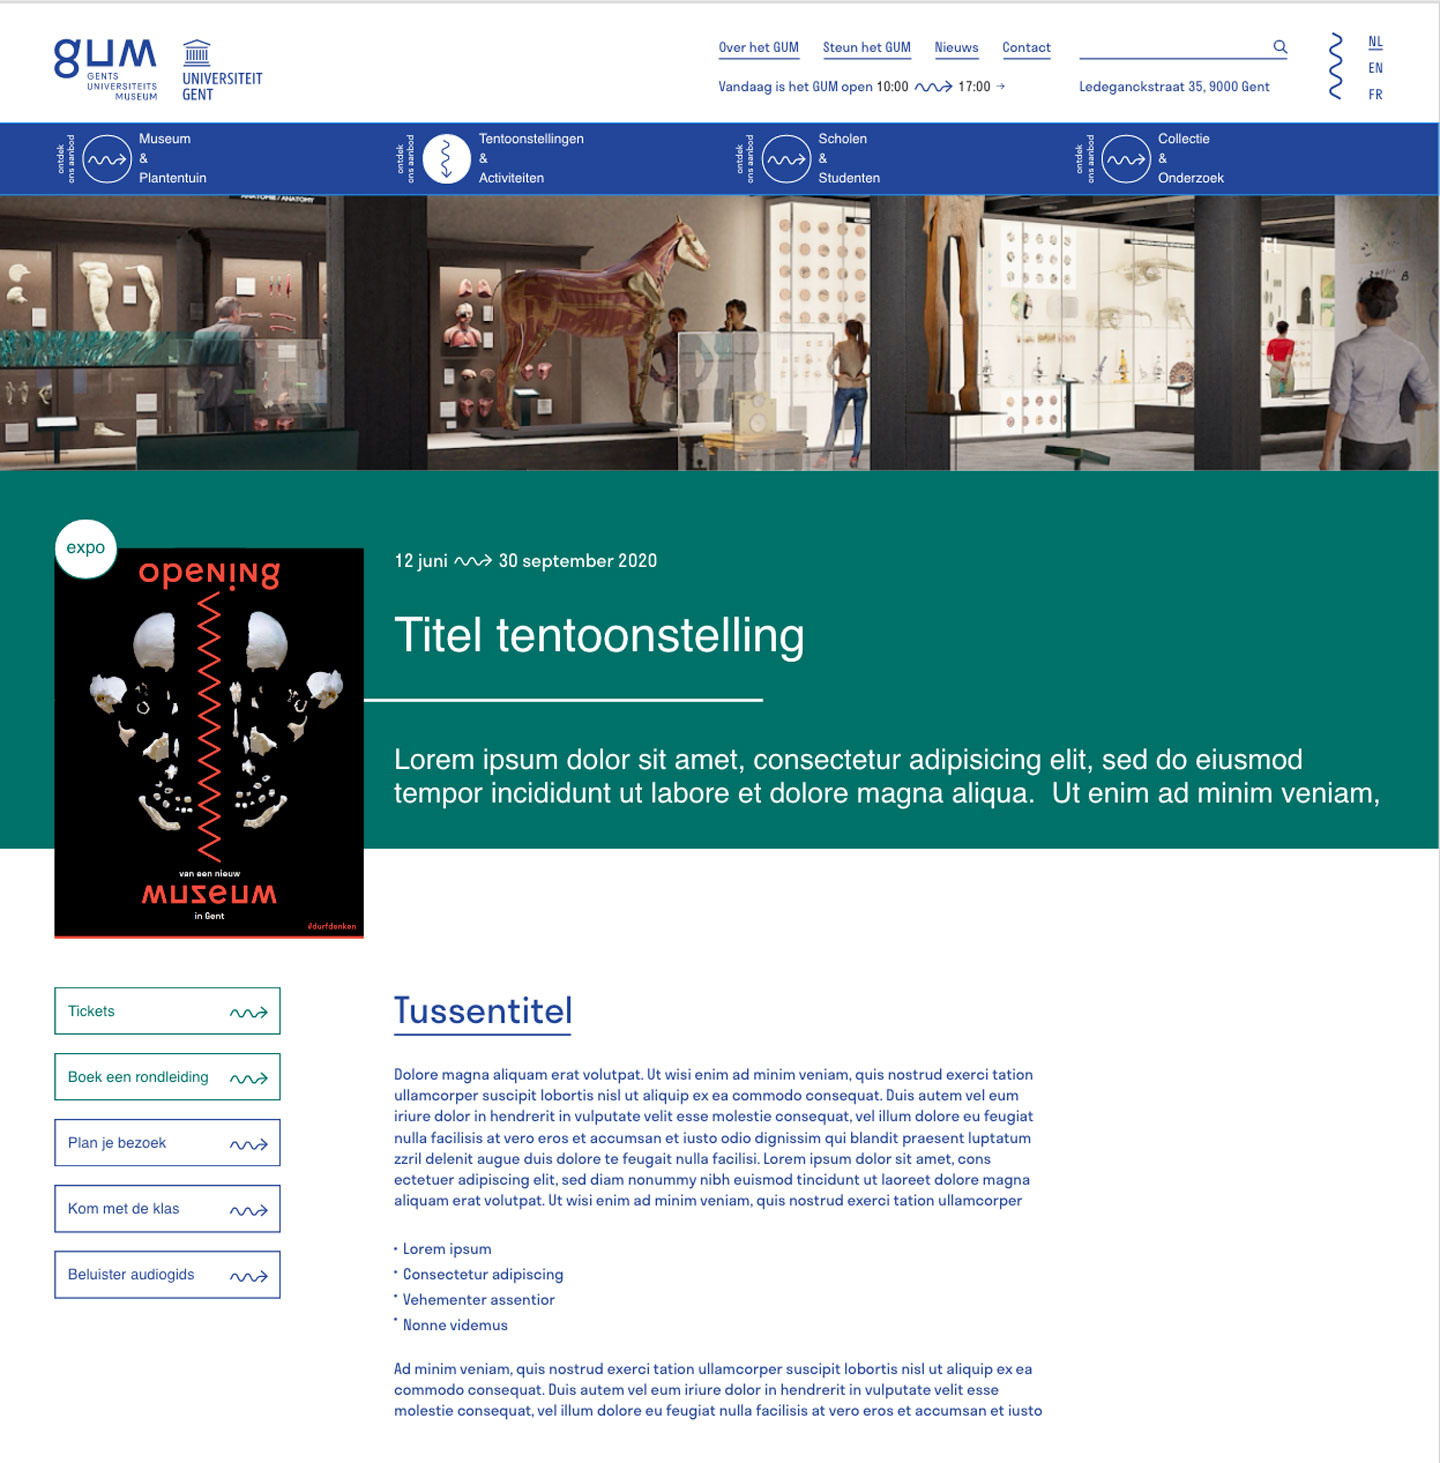 gum
GENTS
UNIVERSITEITS
MUSEUM
UNIVERSITEIT
GENT
Over het GUM
Steun het GUM
Nieuws
Contact
NL
EN
FR
Vandaag is het GUM open 10:00 17:00
Ledeganckstraat 35, 9000 Gent
ontdek
ons aanbod
Museum
&
Plantentuin
ontdek
ons aanbod
Tentoonstellingen
&
Activiteiten
ontdek
ons aanbod
Scholen
&
Studenten
ontdek
ons aanbod
Collectie
&
Onderzoek
ANATOMIE / ANATOMY
expo
opening
van een nieuw
museum
in Gent
#durfdenken
12 juni 30 september 2020
Titel tentoonstelling
Lorem ipsum dolor sit amet, consectetur adipisicing elit, sed do eiusmod
tempor incididunt ut labore et dolore magna aliqua.  Ut enim ad minim veniam,
Tickets
Boek een rondleiding
Plan je bezoek
Kom met de klas
Beluister audiogids
Tussentitel
Dolore magna aliquam erat volutpat. Ut wisi enim ad minim veniam, quis nostrud exerci tation
ullamcorper suscipit lobortis nisl ut aliquip ex ea commodo consequat. Duis autem vel eum
iriure dolor in hendrerit in vulputate velit esse molestie consequat, vel illum dolore eu feugiat
nulla facilisis at vero eros et accumsan et iusto odio dignissim qui blandit praesent luptatum
zzril delenit augue duis dolore te feugait nulla facilisi. Lorem ipsum dolor sit amet, cons
ectetuer adipiscing elit, sed diam nonummy nibh euismod tincidunt ut laoreet dolore magna
aliquam erat volutpat. Ut wisi enim ad minim veniam, quis nostrud exerci tation ullamcorper
• Lorem ipsum
• Consectetur adipiscing
• Vehementer assentior
• Nonne videmus
Ad minim veniam, quis nostrud exerci tation ullamcorper suscipit lobortis nisl ut aliquip ex ea
commodo consequat. Duis autem vel eum iriure dolor in hendrerit in vulputate velit esse
molestie consequat, vel illum dolore eu feugiat nulla facilisis at vero eros et accumsan et iusto